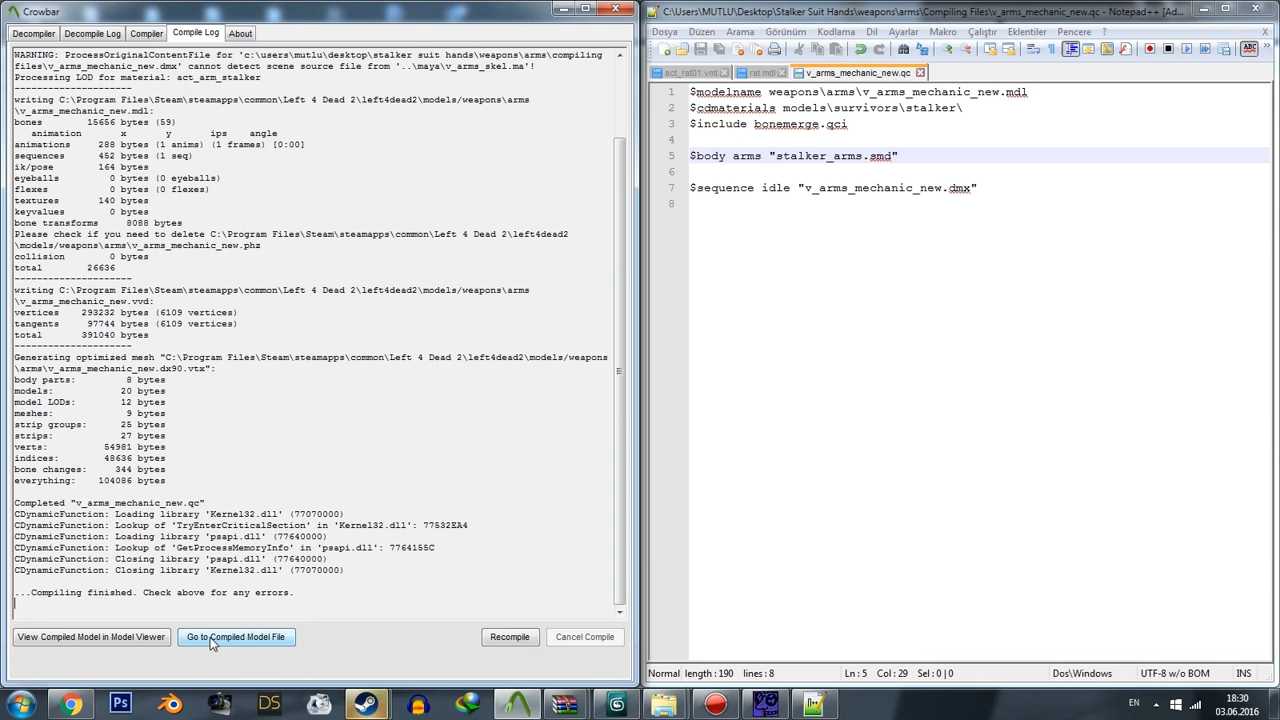 Crowbar
Decompiler
Decompile Log
Compiler
Compile Log
About
WARNING: ProcessOriginalContentFile for 'c:\users\mutlu\desktop\stalker suit hands\weapons\arms\compiling
files\v_arms_mechanic_new.dmx' cannot detect scene source file from '..\maya\v_arms_skel.ma'!
Processing LOD for material: act_arm_stalker
---------------------
writing C:\Program Files\Steam\steamapps\common\Left 4 Dead 2\left4dead2\models/weapons\arms
\v_arms_mechanic_new.mdl:
bones 15656 bytes (59)
animation x y ips angle
animations 288 bytes (1 anims) (1 frames) [0:00]
sequences 452 bytes (1 seq)
ik/pose 164 bytes
eyeballs 0 bytes (0 eyeballs)
flexes 0 bytes (0 flexes)
textures 140 bytes
keyvalues 0 bytes
bone transforms 8088 bytes
Please check if you need to delete C:\Program Files\Steam\steamapps\common\Left 4 Dead 2\left4dead2
\models/weapons\arms\v_arms_mechanic_new.phz
collision 0 bytes
total 26636
---------------------
writing C:\Program Files\Steam\steamapps\common\Left 4 Dead 2\left4dead2\models/weapons\arms
\v_arms_mechanic_new.vvd:
vertices 293232 bytes (6109 vertices)
tangents 97744 bytes (6109 vertices)
total 391040 bytes
---------------------
Generating optimized mesh "C:\Program Files\Steam\steamapps\common\Left 4 Dead 2\left4dead2\models/weapons
\arms\v_arms_mechanic_new.dx90.vtx":
body parts: 8 bytes
models: 20 bytes
model LODs: 12 bytes
meshes: 9 bytes
strip groups: 25 bytes
strips: 27 bytes
verts: 54981 bytes
indices: 48636 bytes
bone changes: 344 bytes
everything: 104086 bytes
Completed "v_arms_mechanic_new.qc"
CDynamicFunction: Loading library 'Kernel32.dll' (77070000)
CDynamicFunction: Lookup of 'TryEnterCriticalSection' in 'Kernel32.dll': 77532EA4
CDynamicFunction: Loading library 'psapi.dll' (77640000)
CDynamicFunction: Lookup of 'GetProcessMemoryInfo' in 'psapi.dll': 7764155C
CDynamicFunction: Closing library 'psapi.dll' (77640000)
CDynamicFunction: Closing library 'Kernel32.dll' (77070000)
...Compiling finished. Check above for any errors.
View Compiled Model in Model Viewer
Go to Compiled Model File
Recompile
Cancel Compile
C:\Users\MUTLU\Desktop\Stalker Suit Hands\weapons\arms\Compiling Files\v_arms_mechanic_new.qc - Notepad++ [Ad...
Dosya Düzen Arama Görünüm Kodlama Dil Ayarlar Makro Çalıştır Eklentiler Pencere ?
act_rat01.vmt
rat.mdl
v_arms_mechanic_new.qc
1 $modelname weapons\arms\v_arms_mechanic_new.mdl
2 $cdmaterials models\survivors\stalker\
3 $include bonemerge.qci
4
5 $body arms "stalker_arms.smd"
6
7 $sequence idle "v_arms_mechanic_new.dmx"
8
Normal length : 190 lines : 8
Ln : 5 Col : 29 Sel : 0 | 0
Dos\Windows
UTF-8 w/o BOM
INS
EN
18:30
03.06.2016